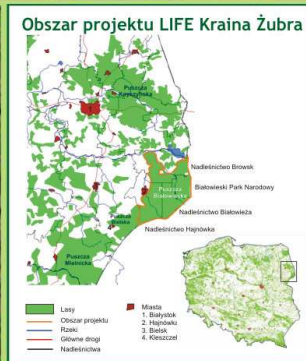 Obszar projektu LIFE Kraina Żubra
Puszcza
Knyszyńska
Nadleśnictwo Browsk
Puszcza
Białowieska
Białowieski Park Narodowy
Nadleśnictwo Białowieża
Puszcza
Bielska
Nadleśnictwo Hajnówka
Puszcza
Mielnicka
Lasy
Obszar projektu
Rzeki
Główne drogi
Nadleśnictwa
Miasta
1. Białystok
2. Hajnówka
3. Bielsk
4. Kleszczel